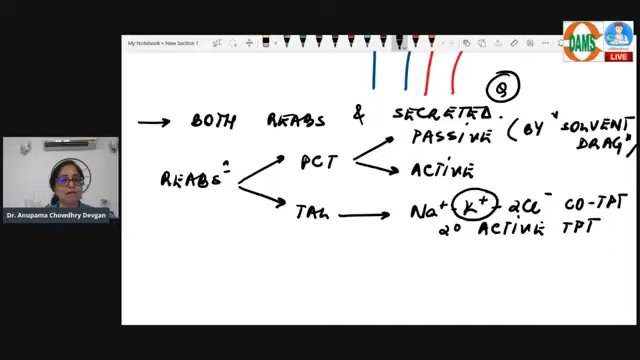 My Notebook > New Section 1
DAMS
LIVE
Q
→ BOTH REABS & SECRETED.
PASSIVE (BY "SOLVENT DRAG")
REABSⁿ PCT
ACTIVE
TAL → Na⁺ - K⁺ - 2Cl⁻ CO-TPT
2° ACTIVE TPT
Dr. Anupama Chowdhry Devgan